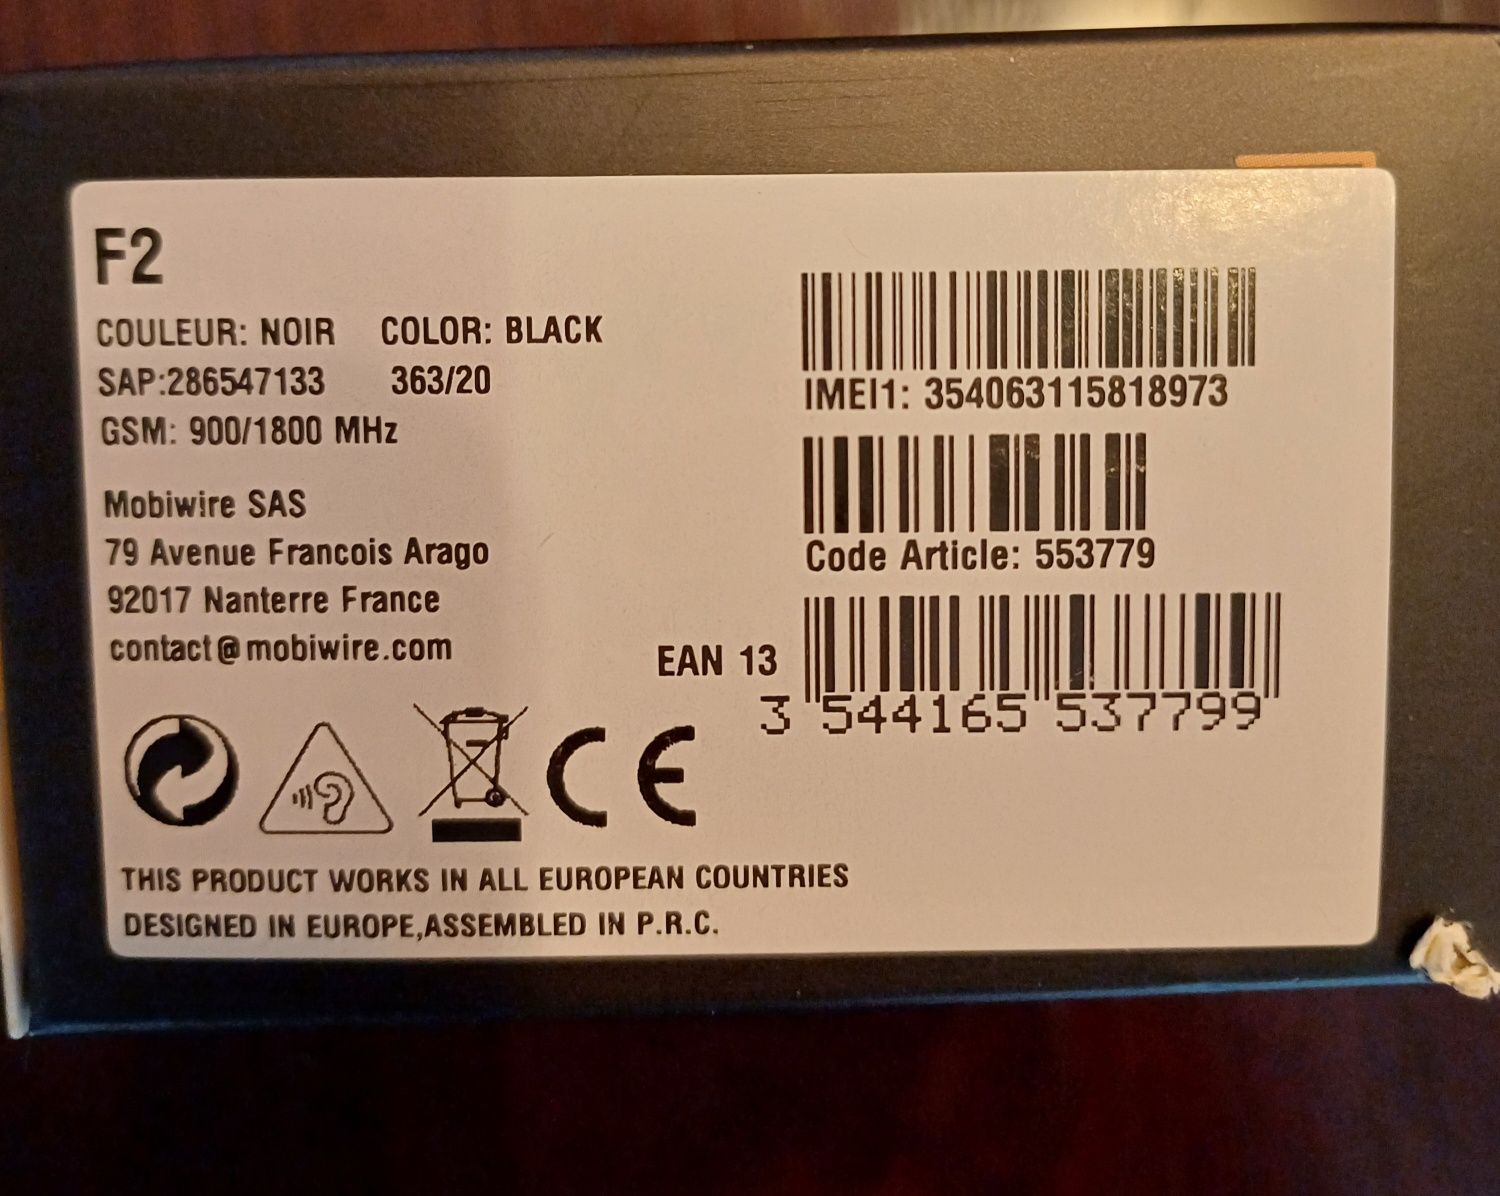 F2
COULEUR: NOIR COLOR: BLACK
SAP:286547133 363/20
GSM: 900/1800 MHz
Mobiwire SAS
79 Avenue Francois Arago
92017 Nanterre France
contact@mobiwire.com
IMEI1: 354063115818973
Code Article: 553779
EAN 13
3 544165 537799
CE
THIS PRODUCT WORKS IN ALL EUROPEAN COUNTRIES
DESIGNED IN EUROPE,ASSEMBLED IN P.R.C.